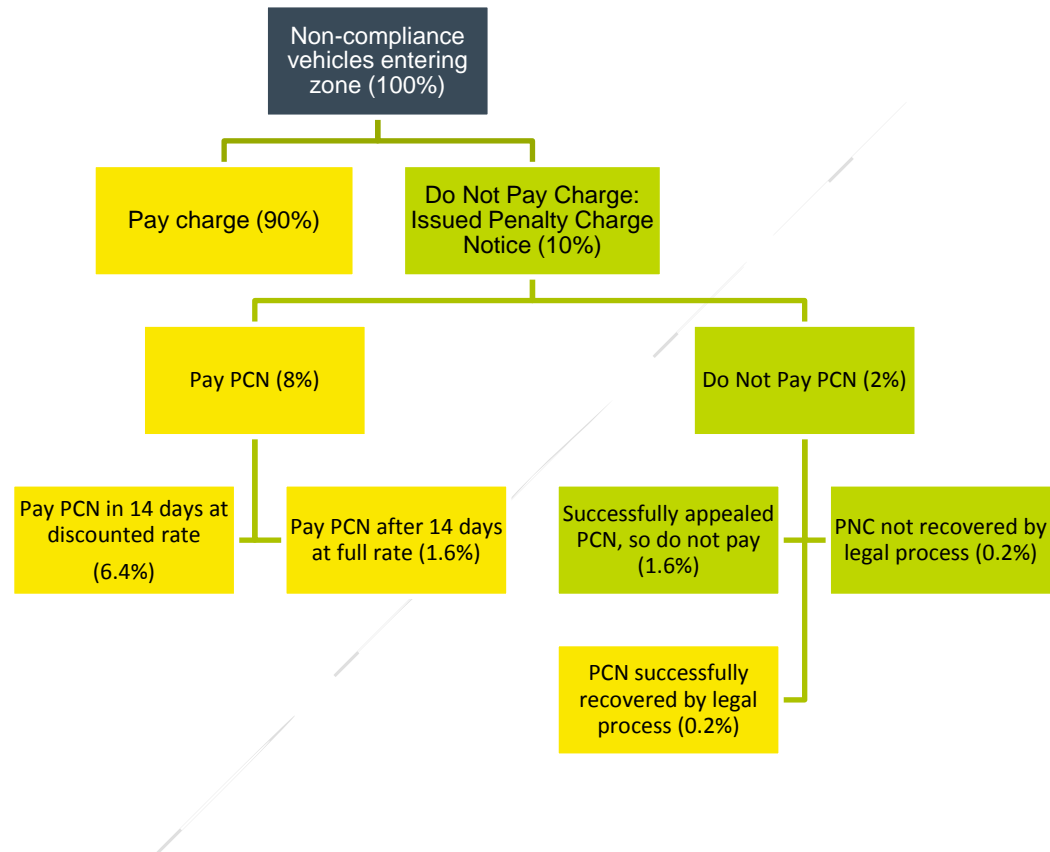 Non-compliance
vehicles entering
zone (100%)
Pay charge (90%)
Do Not Pay Charge:
Issued Penalty Charge
Notice (10%)
Pay PCN (8%)
Do Not Pay PCN (2%)
Pay PCN in 14 days at
discounted rate
(6.4%)
Pay PCN after 14 days
at full rate (1.6%)
Successfully appealed
PCN, so do not pay
(1.6%)
PNC not recovered by
legal process (0.2%)
PCN successfully
recovered by legal
process (0.2%)